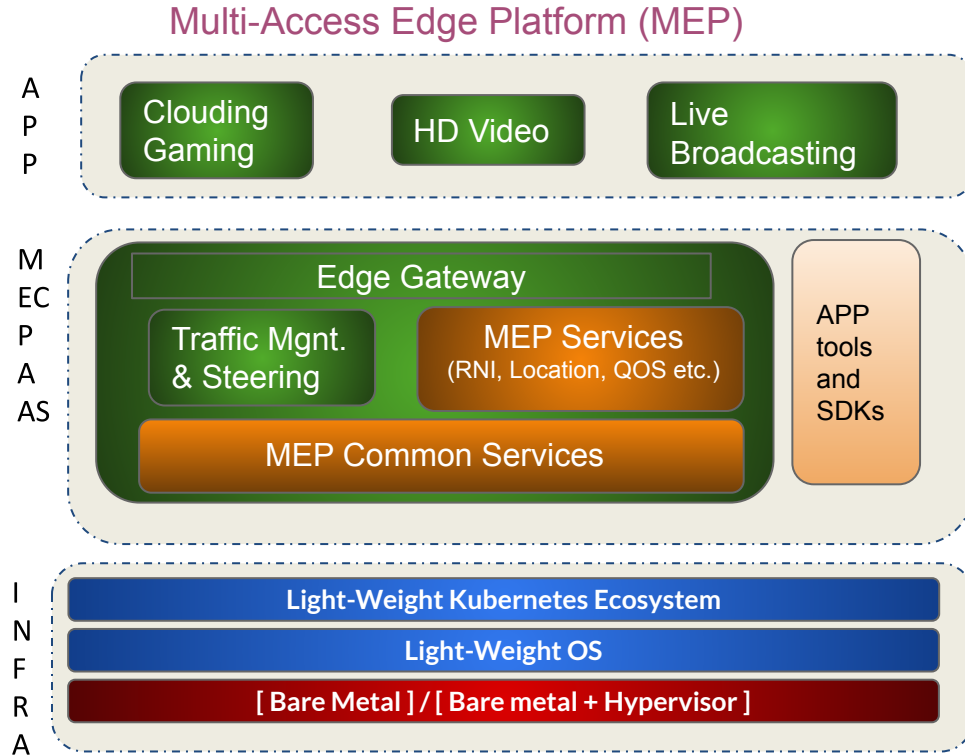 Multi-Access Edge Platform (MEP)
A
P
P
Clouding
Gaming
HD Video
Live
Broadcasting
M
EC
P
A
AS
Edge Gateway
Traffic Mgnt.
& Steering
MEP Services
(RNI, Location, QOS etc.)
MEP Common Services
APP
tools
and
SDKs
I
N
F
R
A
Light-Weight Kubernetes Ecosystem
Light-Weight OS
[ Bare Metal ] / [ Bare metal + Hypervisor ]